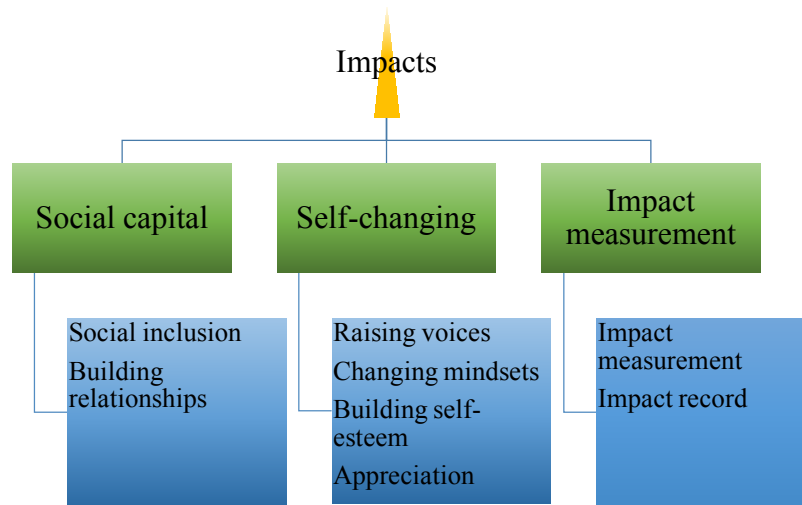 Impacts
Social capital
Self-changing
Impact
measurement
Social inclusion
Building
relationships
Raising voices
Changing mindsets
Building self-
esteem
Appreciation
Impact
measurement
Impact record